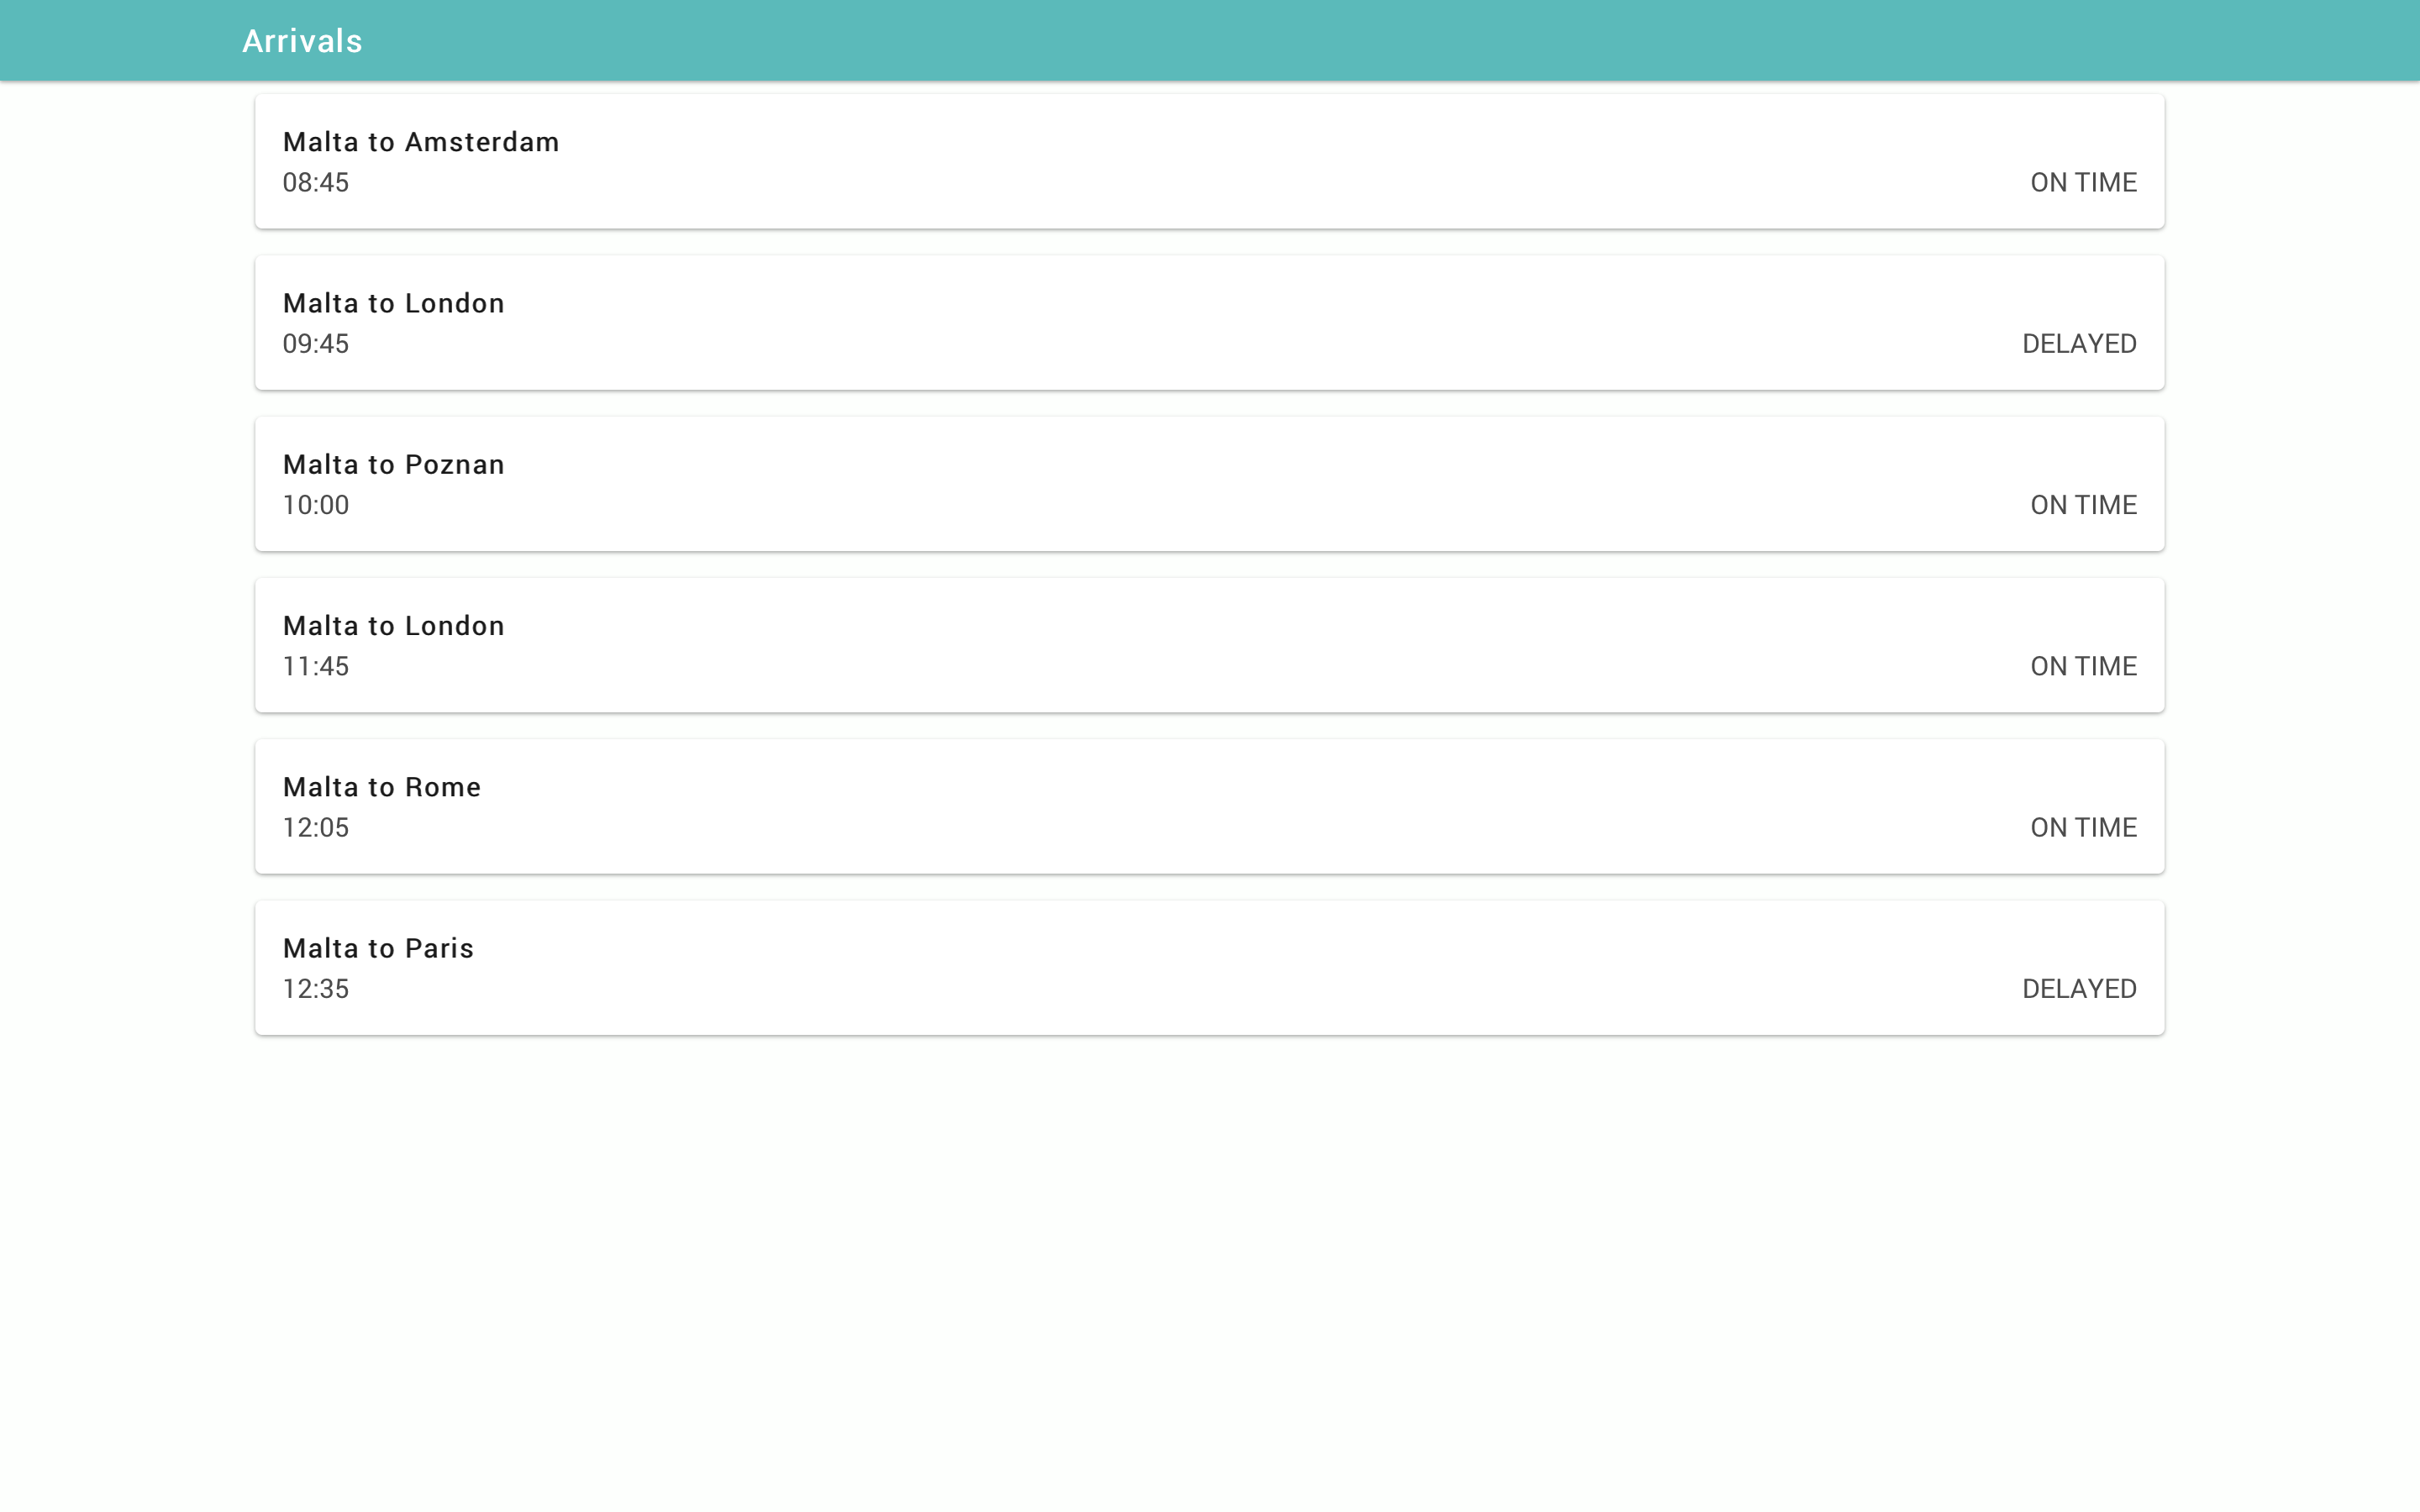 Arrivals
Malta to Amsterdam
08:45 ON TIME
Malta to London
09:45 DELAYED
Malta to Poznan
10:00 ON TIME
Malta to London
11:45 ON TIME
Malta to Rome
12:05 ON TIME
Malta to Paris
12:35 DELAYED